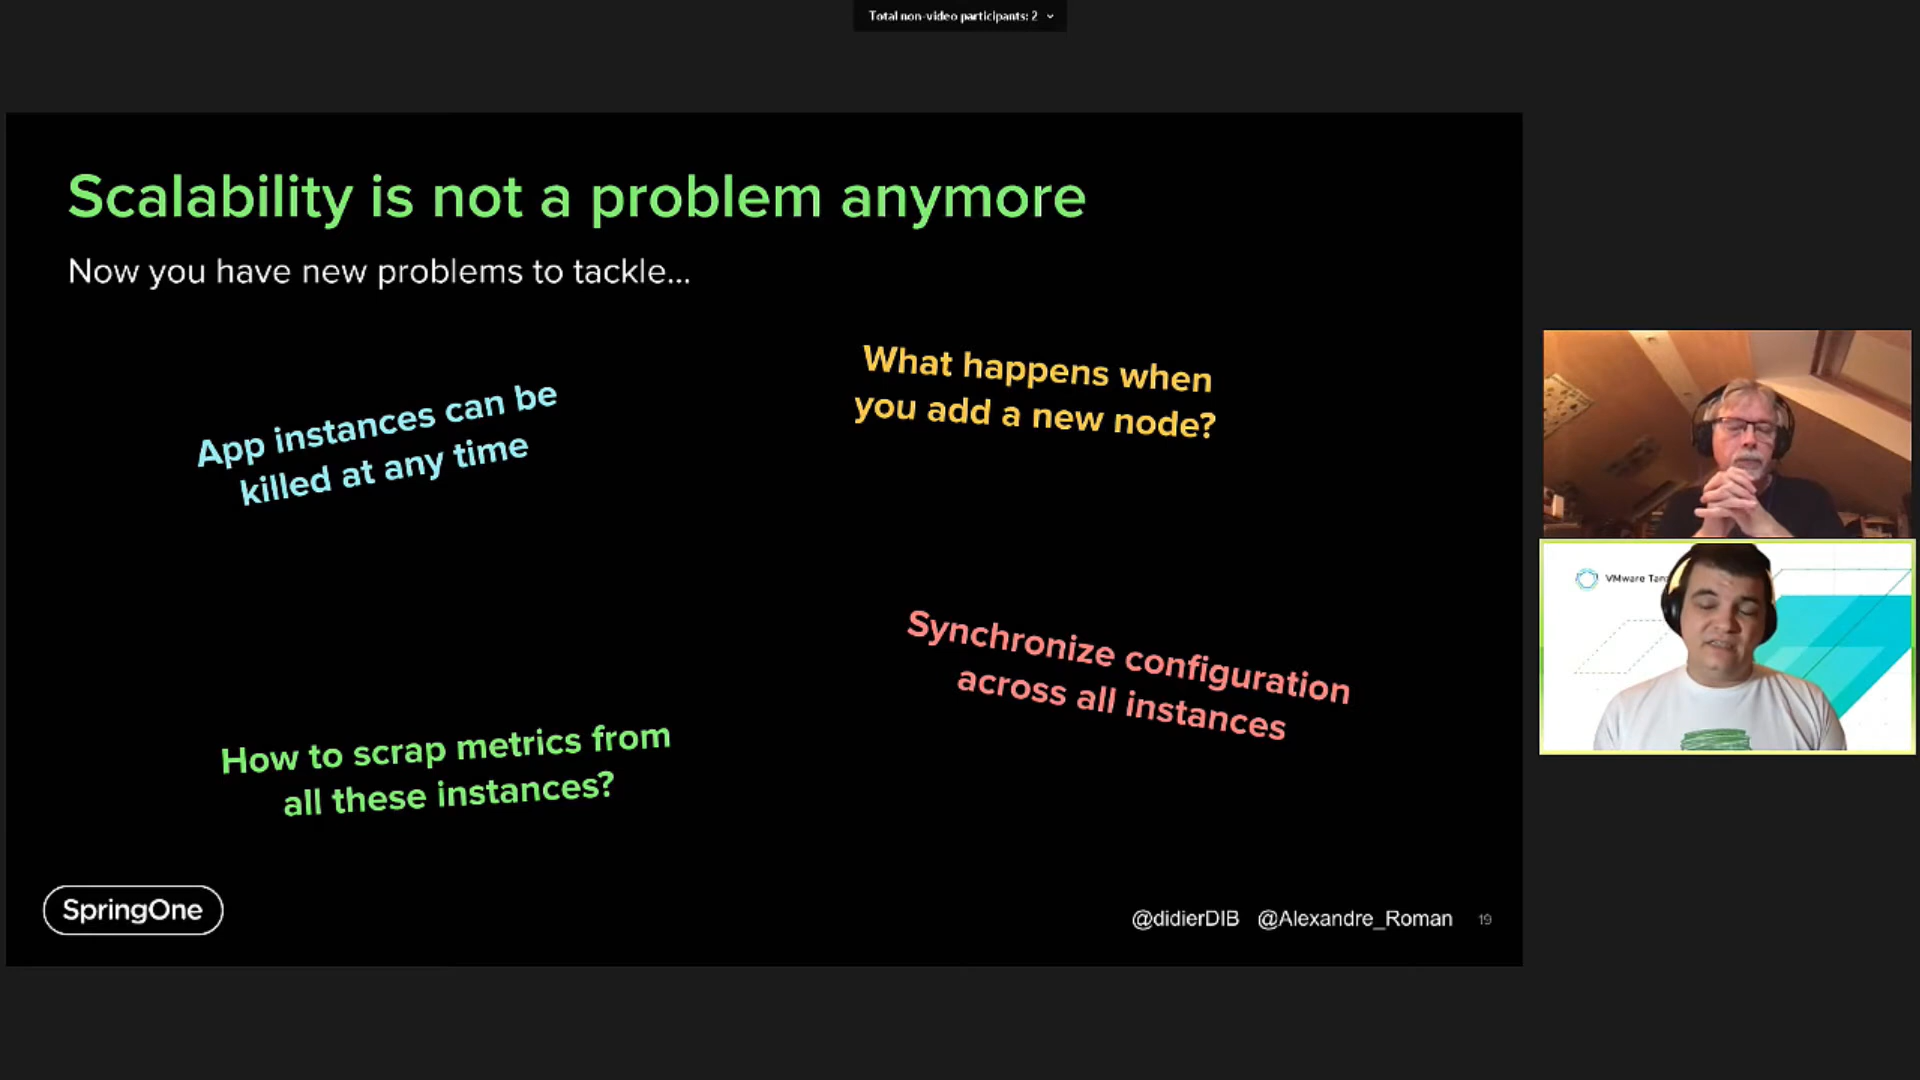 Total non-video participants: 2
Scalability is not a problem anymore
Now you have new problems to tackle...
What happens when
you add a new node?
App instances can be
killed at any time
Synchronize configuration
across all instances
How to scrap metrics from
all these instances?
VMware Tan
SpringOne
@didierDIB @Alexandre_Roman 19